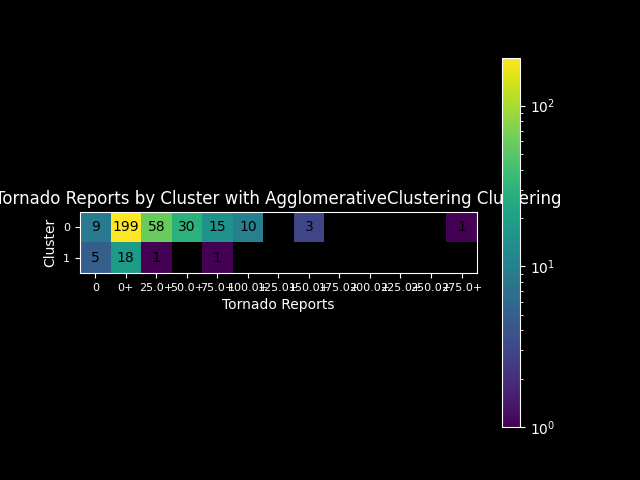 Tornado Reports by Cluster with AgglomerativeClustering Clustering
Cluster
0 9 199 58 30 15 10 3 1
1 5 18 1 1
0 0+ 25.0+ 50.0+ 75.0+ 100.0+ 125.0+ 150.0+ 175.0+ 200.0+ 225.0+ 250.0+ 275.0+
Tornado Reports
10²
10¹
10⁰